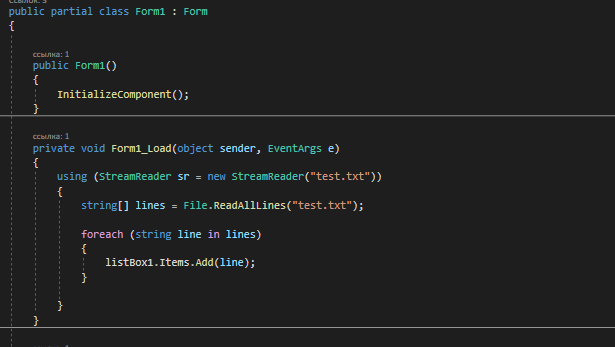 ссылок: 3
public partial class Form1 : Form
{
ссылка: 1
public Form1()
{
InitializeComponent();
}
ссылка: 1
private void Form1_Load(object sender, EventArgs e)
{
using (StreamReader sr = new StreamReader("test.txt"))
{
string[] lines = File.ReadAllLines("test.txt");
foreach (string line in lines)
{
listBox1.Items.Add(line);
}
}
}